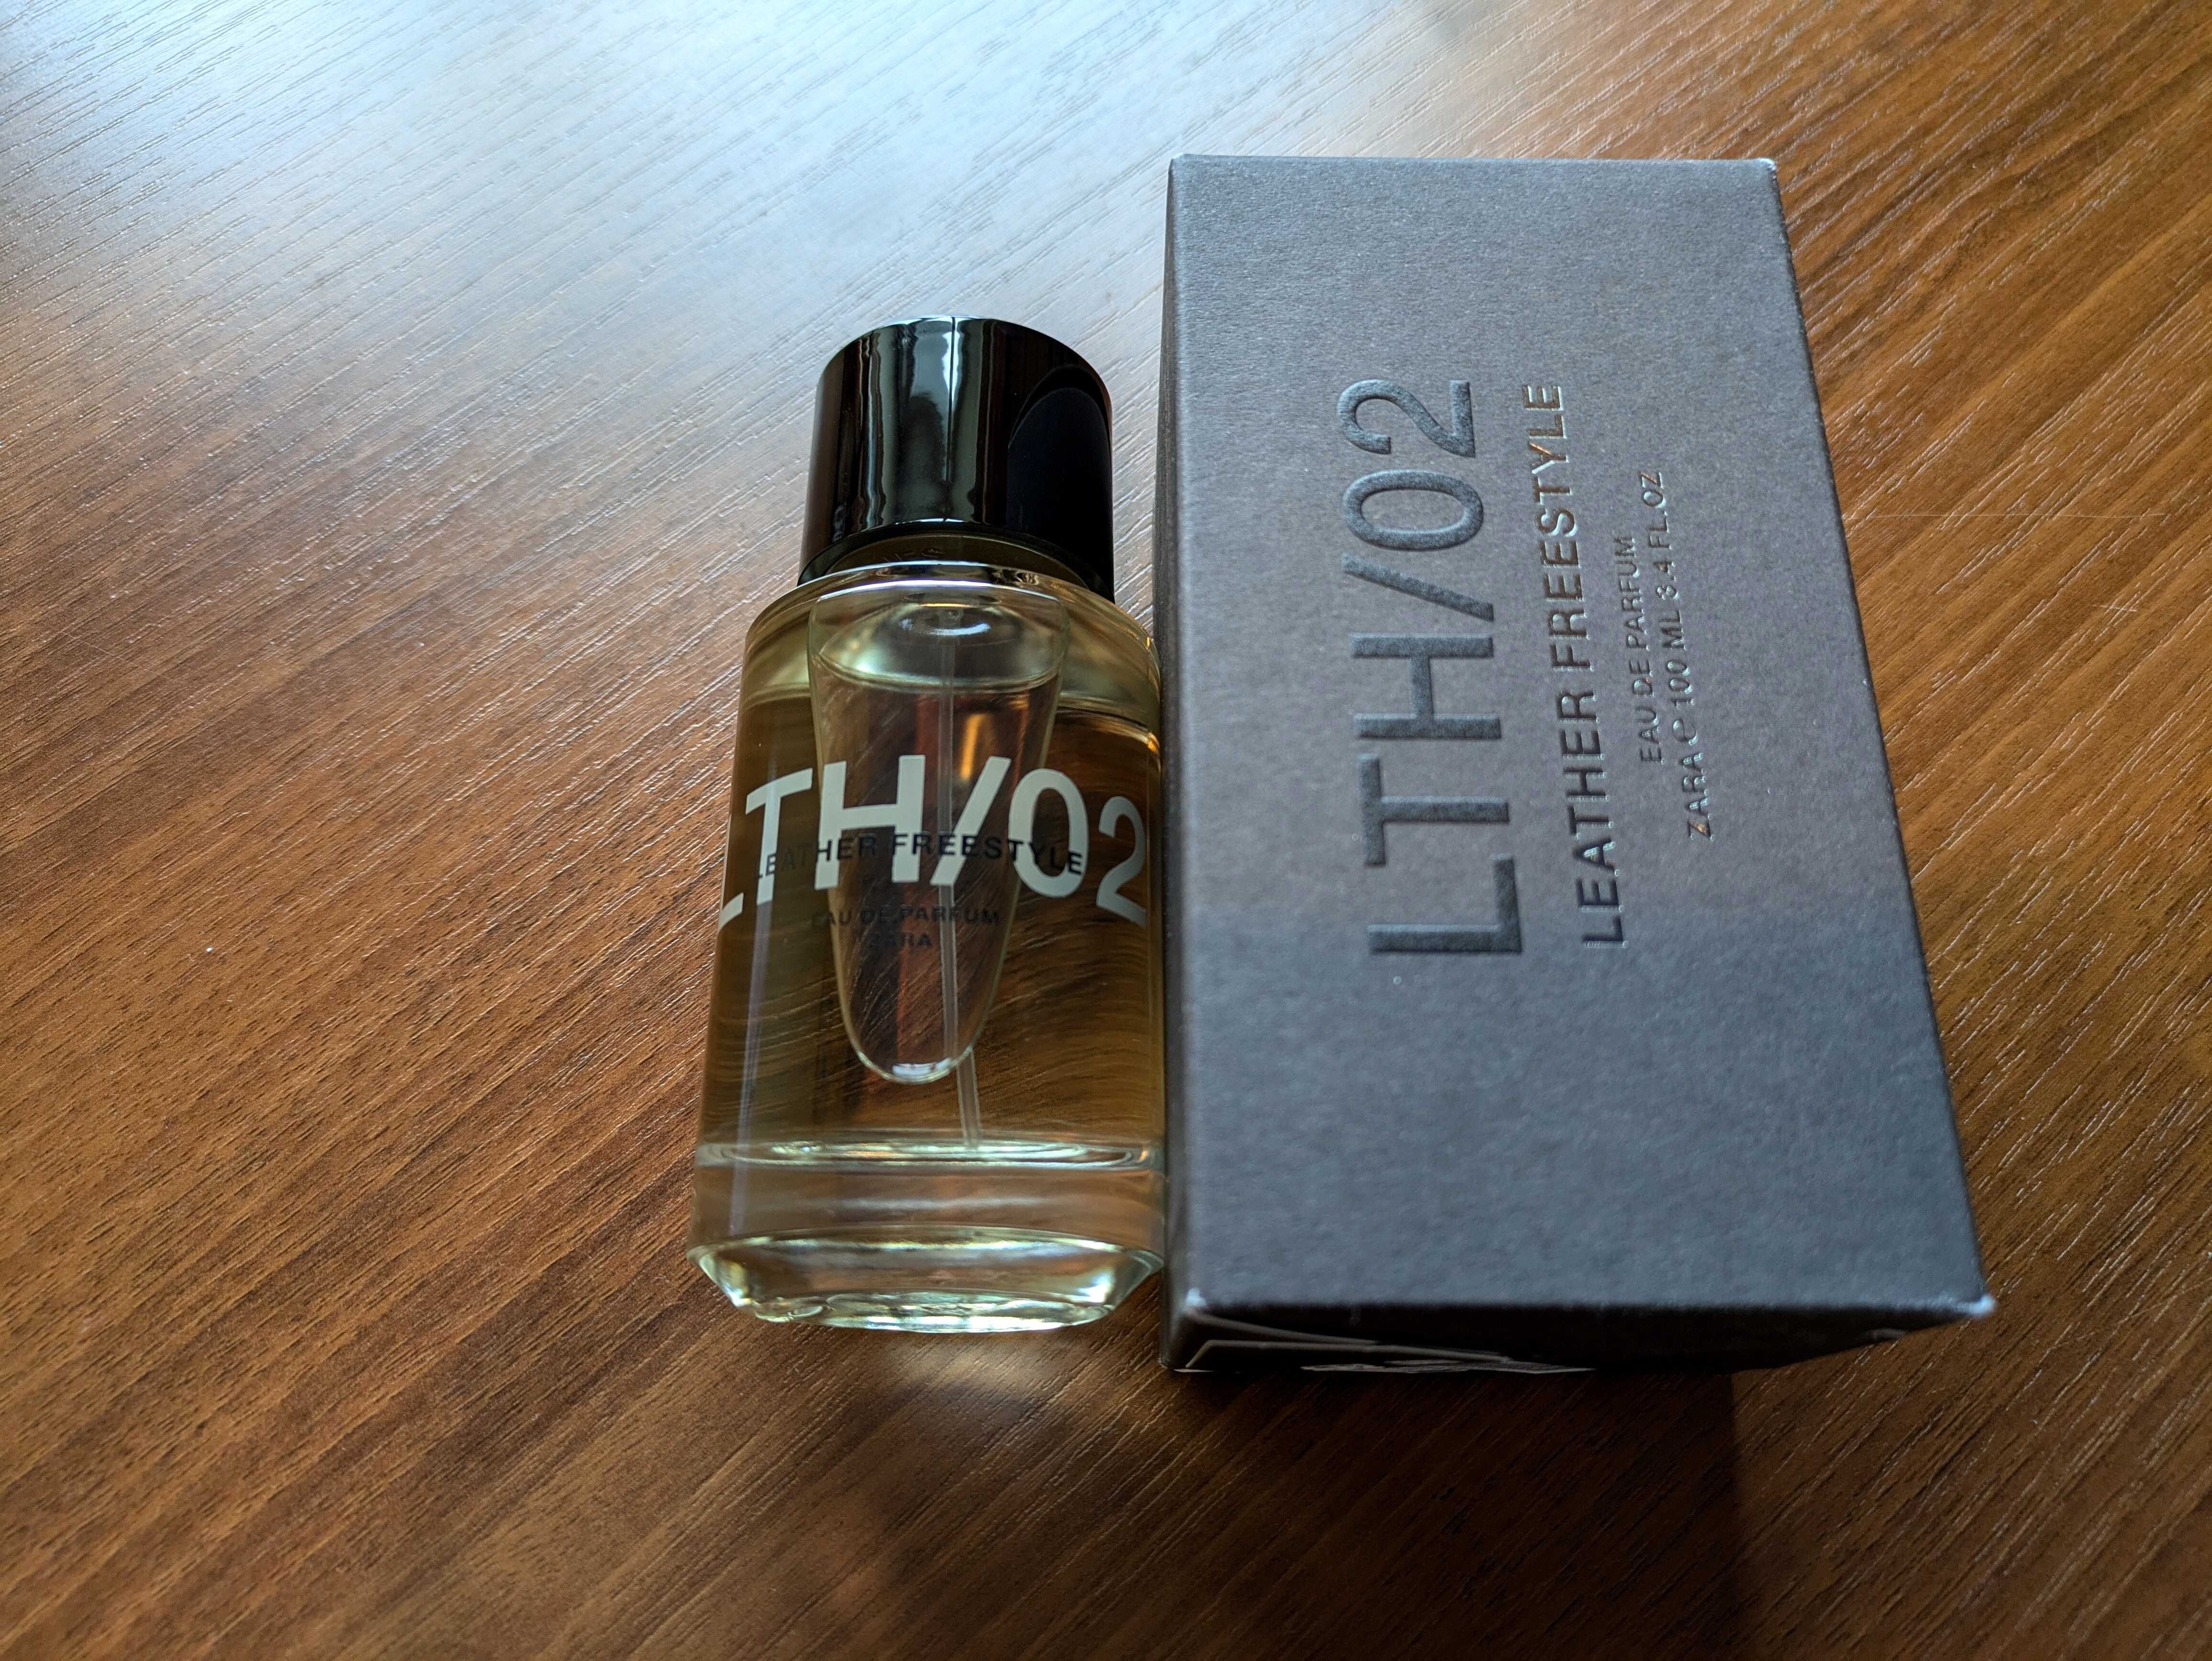 LTH/02
LEATHER FREESTYLE
EAU DE PARFUM
ZARA
LTH/02
LEATHER FREESTYLE
EAU DE PARFUM
ZARA ℮ 100 ML 3.4 FL.OZ